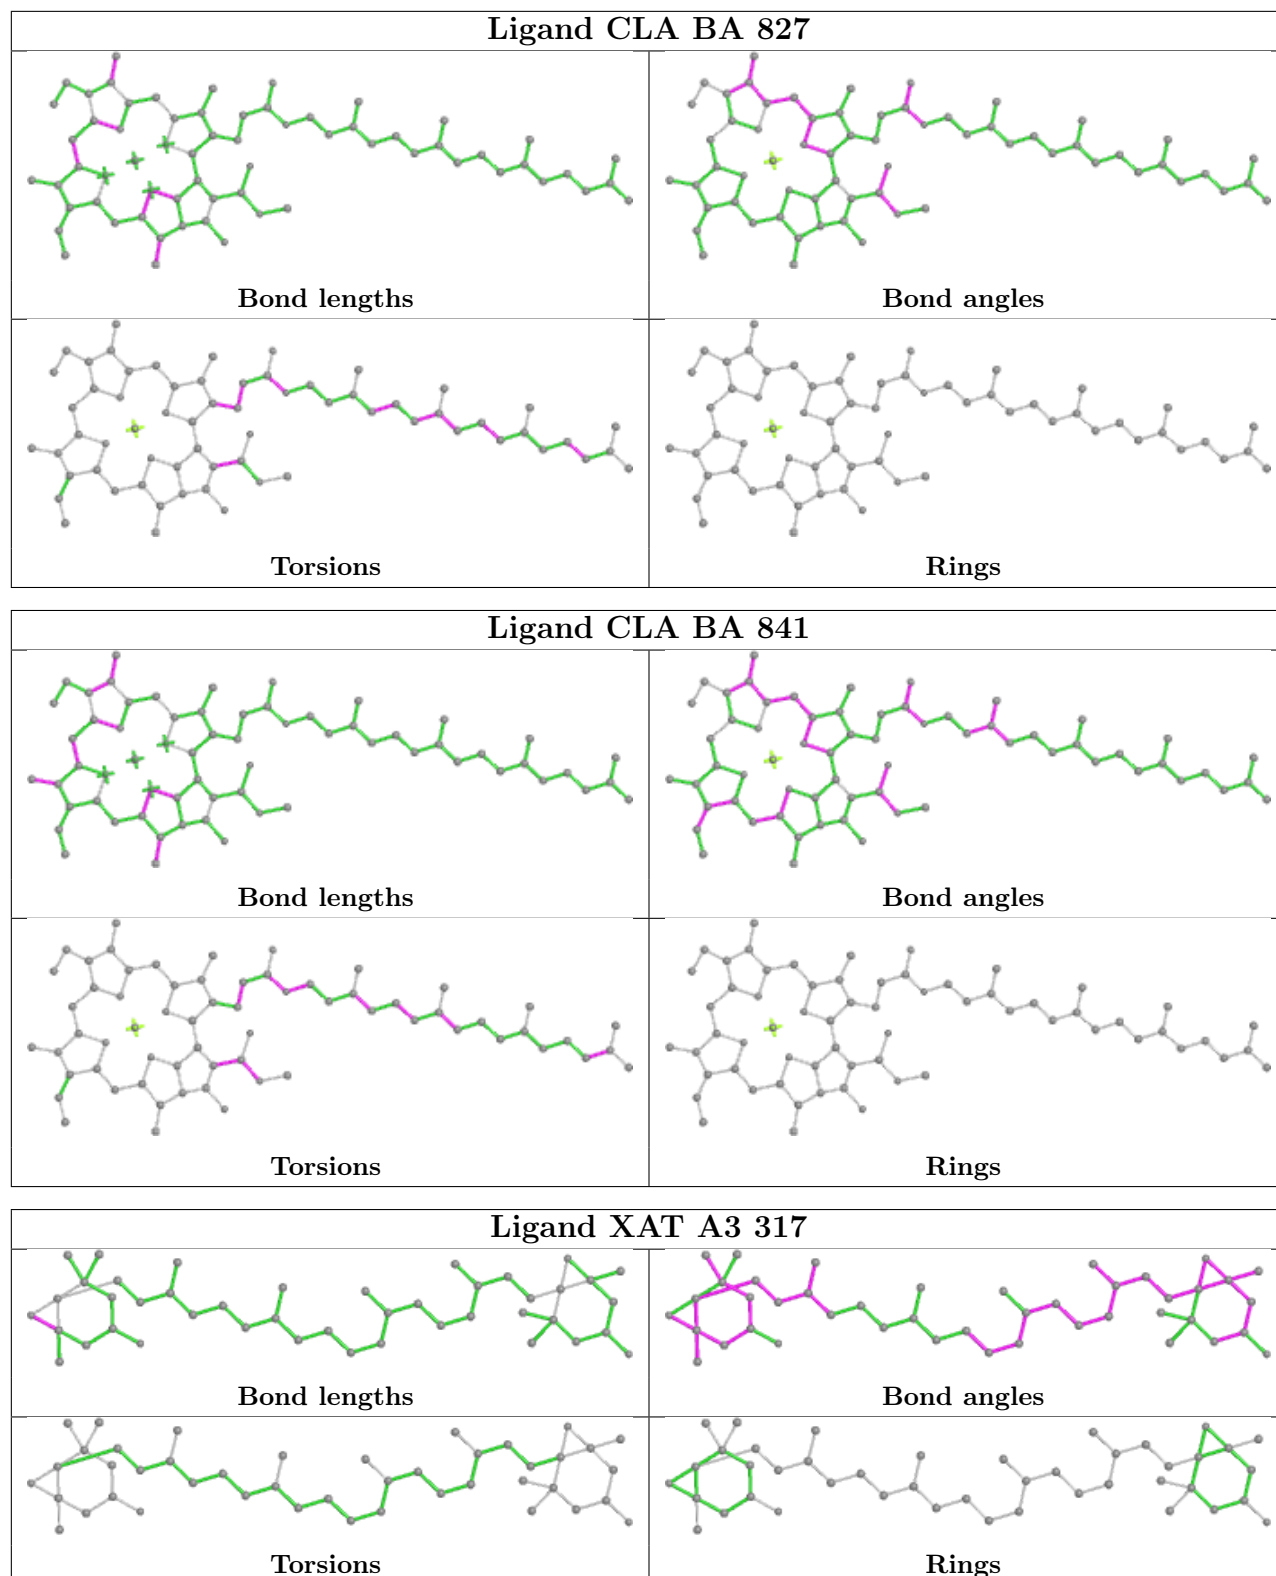 Ligand CLA BA 827
Bond lengths
Bond angles
Torsions
Rings
Ligand CLA BA 841
Bond lengths
Bond angles
Torsions
Rings
Ligand XAT A3 317
Bond lengths
Bond angles
Torsions
Rings